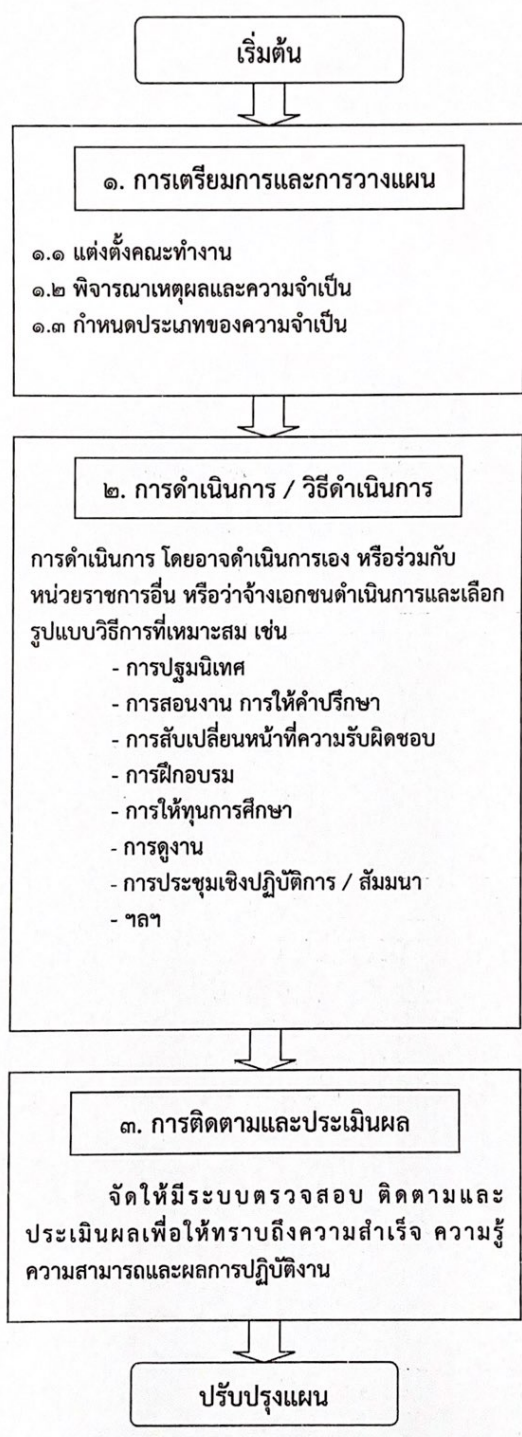 เริ่มต้น
๑. การเตรียมการและการวางแผน
๑.๑ แต่งตั้งคณะทำงาน
๑.๒ พิจารณาเหตุผลและความจำเป็น
๑.๓ กำหนดประเภทของความจำเป็น
๒. การดำเนินการ / วิธีดำเนินการ
การดำเนินการ โดยอาจดำเนินการเอง หรือร่วมกับ
หน่วยราชการอื่น หรือว่าจ้างเอกชนดำเนินการและเลือก
รูปแบบวิธีการที่เหมาะสม เช่น
- การปฐมนิเทศ
- การสอนงาน การให้คำปรึกษา
- การสับเปลี่ยนหน้าที่ความรับผิดชอบ
- การฝึกอบรม
- การให้ทุนการศึกษา
- การดูงาน
- การประชุมเชิงปฏิบัติการ / สัมมนา
- ฯลฯ
๓. การติดตามและประเมินผล
จัดให้มีระบบตรวจสอบ ติดตามและ
ประเมินผลเพื่อให้ทราบถึงความสำเร็จ ความรู้
ความสามารถและผลการปฏิบัติงาน
ปรับปรุงแผน